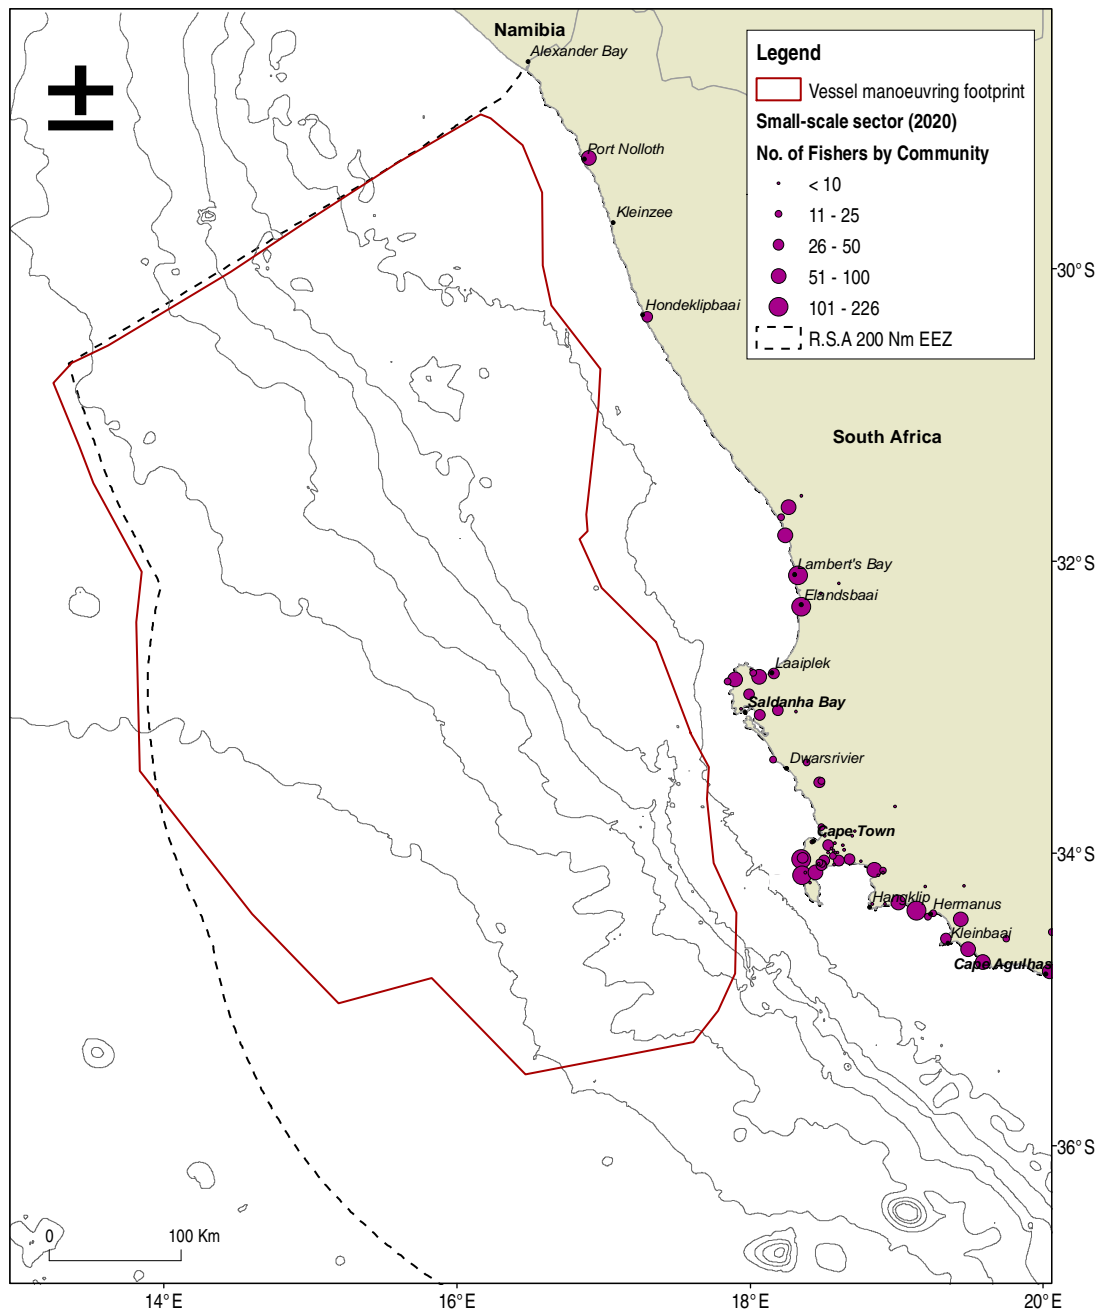 Namibia
Alexander Bay
Legend
Vessel manoeuvring footprint
Small-scale sector (2020)
No. of Fishers by Community
< 10
11 - 25
26 - 50
51 - 100
101 - 226
R.S.A 200 Nm EEZ
Port Nolloth
Kleinzee
30°S
Hondeklipbaai
South Africa
32°S
Lambert's Bay
Elandsbaai
Laaiplek
Saldanha Bay
Dwarsrivier
Cape Town
34°S
Hangklip
Hermanus
Kleinbaai
Cape Agulhas
36°S
0 100 Km
14°E 16°E 18°E 20°E